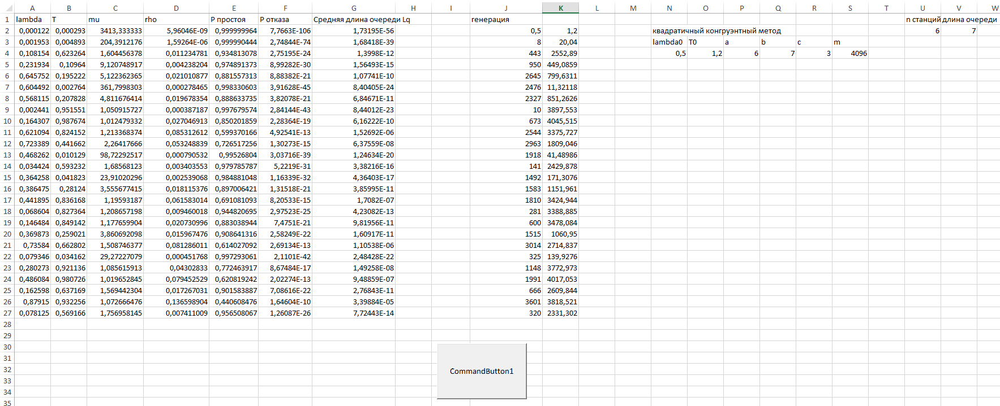 A B C D E F G H I J K L M N O P Q R S T U V W
1 lambda T mu rho P простоя P отказа Средняя длина очереди Lq генерация n станций длина очереди
2 0,000122 0,000293 3413,333333 5,96046E-09 0,999999964 7,7663E-106 1,73195E-56 0,5 1,2 квадратичный конгруэнтный метод 6 7
3 0,001953 0,004893 204,3912176 1,59264E-06 0,999990444 2,74844E-74 1,68418E-39 8 20,04 lambda0 T0 a b c m
4 0,108154 0,623264 1,604456378 0,011234781 0,934813078 2,75195E-24 1,3998E-12 443 2552,89 0,5 1,2 6 7 3 4096
5 0,231934 0,10964 9,120748917 0,004238204 0,974891373 8,99282E-30 1,56493E-15 950 449,0859
6 0,645752 0,195222 5,122362365 0,021010877 0,881557313 8,88382E-21 1,07741E-10 2645 799,6311
7 0,604492 0,002764 361,7998303 0,000278465 0,998330603 3,91628E-45 8,40405E-24 2476 11,32118
8 0,568115 0,207828 4,811676414 0,019678354 0,888633735 3,82078E-21 6,84671E-11 2327 851,2626
9 0,002441 0,951551 1,050915727 0,000387187 0,997679574 2,84144E-43 8,44012E-23 10 3897,553
10 0,164307 0,987674 1,012479332 0,027046913 0,850201859 2,28364E-19 6,16222E-10 673 4045,515
11 0,621094 0,824152 1,213368374 0,085312612 0,599370166 4,92541E-13 1,52692E-06 2544 3375,727
12 0,723389 0,441662 2,26417666 0,053248839 0,726517256 1,30273E-15 6,37559E-08 2963 1809,046
13 0,468262 0,010129 98,72292517 0,000790532 0,99526804 3,03716E-39 1,24634E-20 1918 41,48986
14 0,034424 0,593232 1,68568123 0,003403553 0,979785787 5,2219E-31 3,38216E-16 141 2429,878
15 0,364258 0,041823 23,91020296 0,002539068 0,984881048 1,16339E-32 4,36403E-17 1492 171,3076
16 0,386475 0,28124 3,555677415 0,018115376 0,897006421 1,31518E-21 3,85995E-11 1583 1151,961
17 0,441895 0,836168 1,19593187 0,061583014 0,691081093 8,20533E-15 1,7082E-07 1810 3424,944
18 0,068604 0,827364 1,208657198 0,009460018 0,944820695 2,97523E-25 4,23082E-13 281 3388,885
19 0,146484 0,849142 1,177659904 0,020730996 0,883038944 7,4751E-21 9,81956E-11 600 3478,084
20 0,369873 0,259021 3,860692098 0,015967476 0,908641316 2,58249E-22 1,60917E-11 1515 1060,95
21 0,73584 0,662802 1,508746377 0,081286011 0,614027092 2,69134E-13 1,10538E-06 3014 2714,837
22 0,079346 0,034162 29,27227079 0,000451768 0,997293061 2,1101E-42 2,48428E-22 325 139,9276
23 0,280273 0,921136 1,085615913 0,04302833 0,772463917 8,67484E-17 1,49258E-08 1148 3772,973
24 0,486084 0,980726 1,019652845 0,079452529 0,620819242 2,02274E-13 9,48859E-07 1991 4017,053
25 0,162598 0,637169 1,569442304 0,017267031 0,901583887 7,08616E-22 2,76843E-11 666 2609,844
26 0,87915 0,932256 1,072666476 0,136598904 0,440608476 1,64604E-10 3,39884E-05 3601 3818,521
27 0,078125 0,569166 1,756958145 0,007411009 0,956508067 1,26087E-26 7,72443E-14 320 2331,302
28
29
30
31
32
33
34
35
CommandButton1